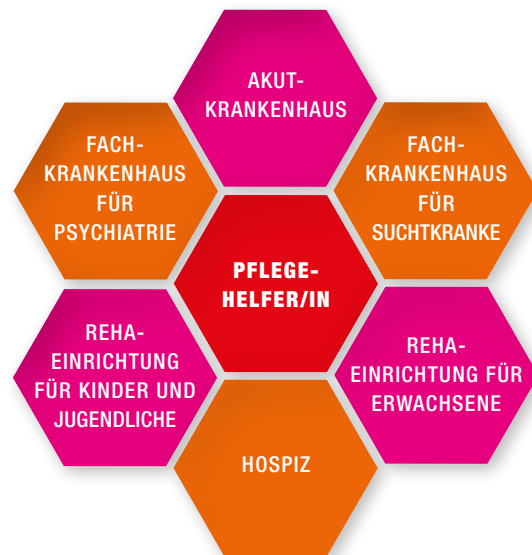 AKUT-
KRANKENHAUS
FACH-
KRANKENHAUS
FÜR
PSYCHIATRIE
FACH-
KRANKENHAUS
FÜR
SUCHTKRANKE
PFLEGE-
HELFER/IN
REHA-
EINRICHTUNG
FÜR KINDER UND
JUGENDLICHE
REHA-
EINRICHTUNG FÜR
ERWACHSENE
HOSPIZ